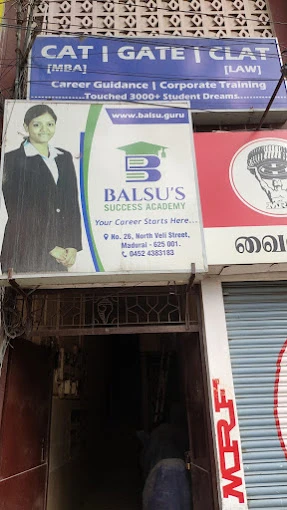 CAT | GATE | CLAT
[MBA] [LAW]
Career Guidance | Corporate Training
.........Touched 3000+ Student Dreams.........
www.balsu.guru
BALSU'S
SUCCESS ACADEMY
Your Career Starts Here...
No. 26, North Veli Street,
Madurai - 625 001.
0452 4383183
MRF